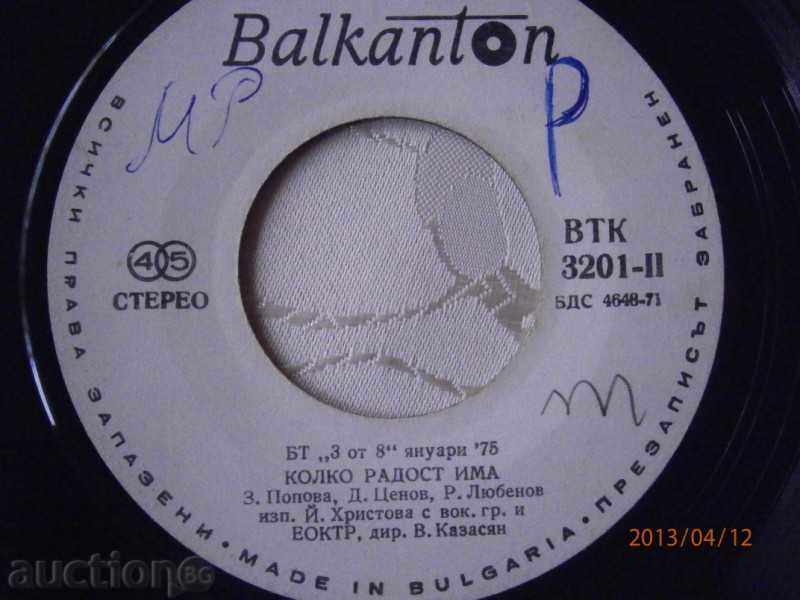 Balkanton
МР
Р
ВСИЧКИ ПРАВА ЗАПАЗЕНИ · MADE IN BULGARIA · ПРЕЗАПИСЪТ ЗАБРАНЕН
45
СТЕРЕО
ВТК
3201-II
БДС 4648-71
m
БТ „3 от 8“ януари '75
КОЛКО РАДОСТ ИМА
З. Попова, Д. Ценов, Р. Любенов
изп. Й. Христова с вок. гр. и
ЕОКТР, дир. В. Казасян
2013/04/12
auction.BG